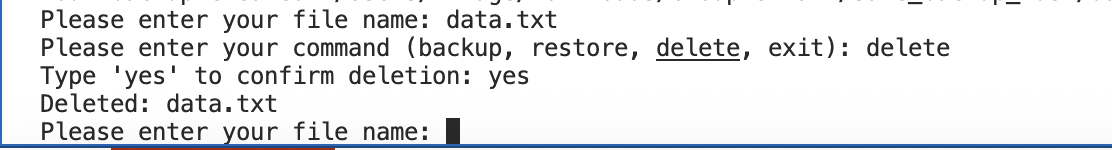 Please enter your file name: data.txt
Please enter your command (backup, restore, delete, exit): delete
Type 'yes' to confirm deletion: yes
Deleted: data.txt
Please enter your file name: